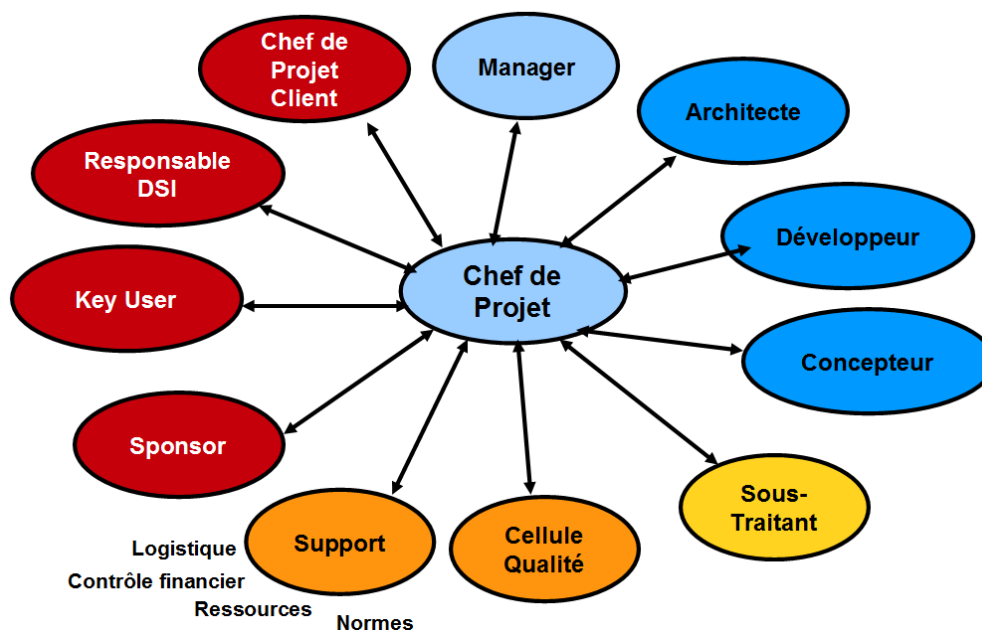 Chef de
Projet
Client
Manager
Architecte
Responsable
DSI
Développeur
Key User
Chef de
Projet
Concepteur
Sponsor
Sous-
Traitant
Support
Cellule
Qualité
Logistique
Contrôle financier
Ressources
Normes